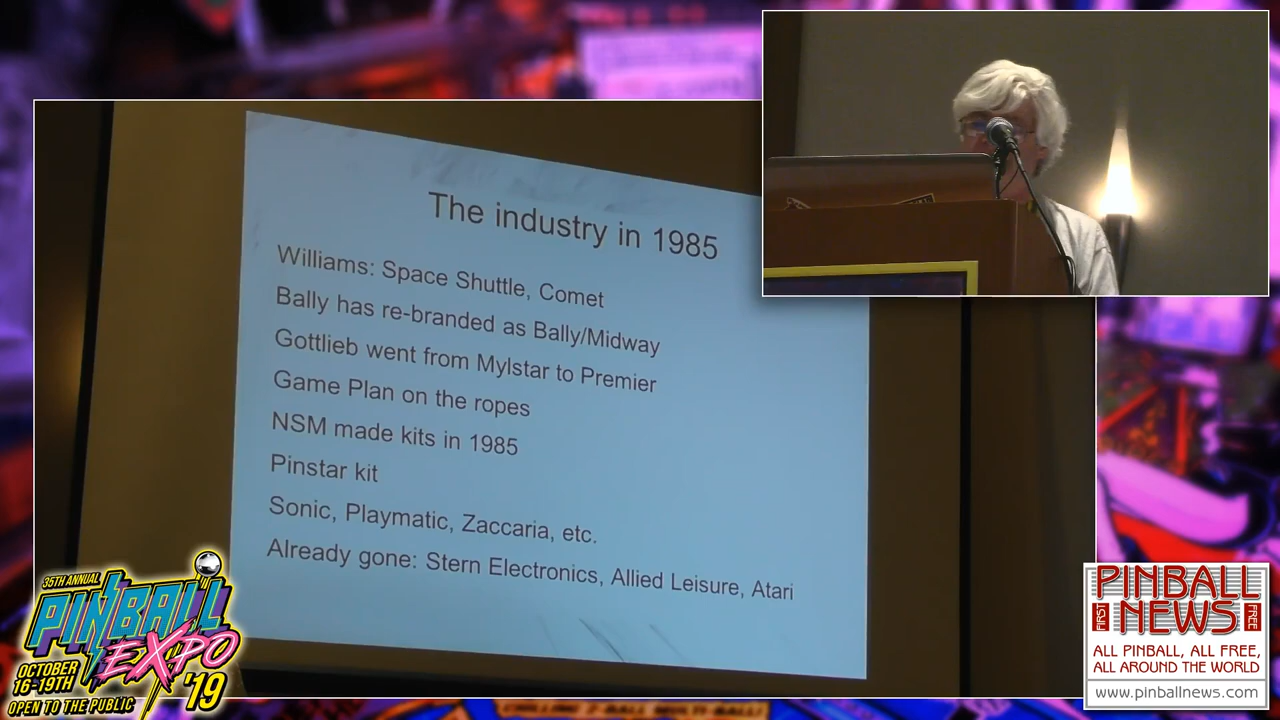 The industry in 1985
Williams: Space Shuttle, Comet
Bally has re-branded as Bally/Midway
Gottlieb went from Mylstar to Premier
Game Plan on the ropes
NSM made kits in 1985
Pinstar kit
Sonic, Playmatic, Zaccaria, etc.
Already gone: Stern Electronics, Allied Leisure, Atari
35TH ANNUAL
PINBALL
EXPO
OCTOBER
16-19TH
'19
OPEN TO THE PUBLIC
PINBALL
FIRST
NEWS
FREE
ALL PINBALL, ALL FREE,
ALL AROUND THE WORLD
www.pinballnews.com